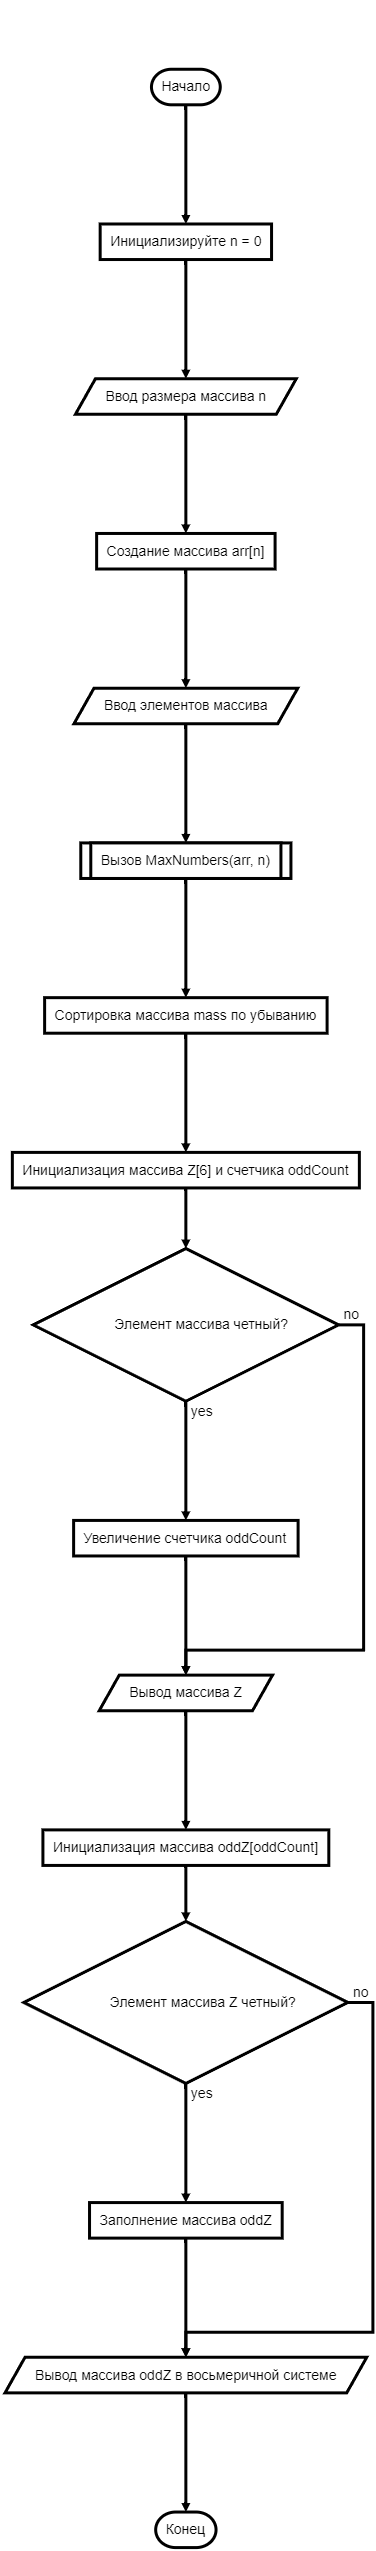 Начало
Инициализируйте n = 0
Ввод размера массива n
Создание массива arr[n]
Ввод элементов массива
Вызов MaxNumbers(arr, n)
Сортировка массива mass по убыванию
Инициализация массива Z[6] и счетчика oddCount
Элемент массива четный?
no
yes
Увеличение счетчика oddCount
Вывод массива Z
Инициализация массива oddZ[oddCount]
Элемент массива Z четный?
no
yes
Заполнение массива oddZ
Вывод массива oddZ в восьмеричной системе
Конец